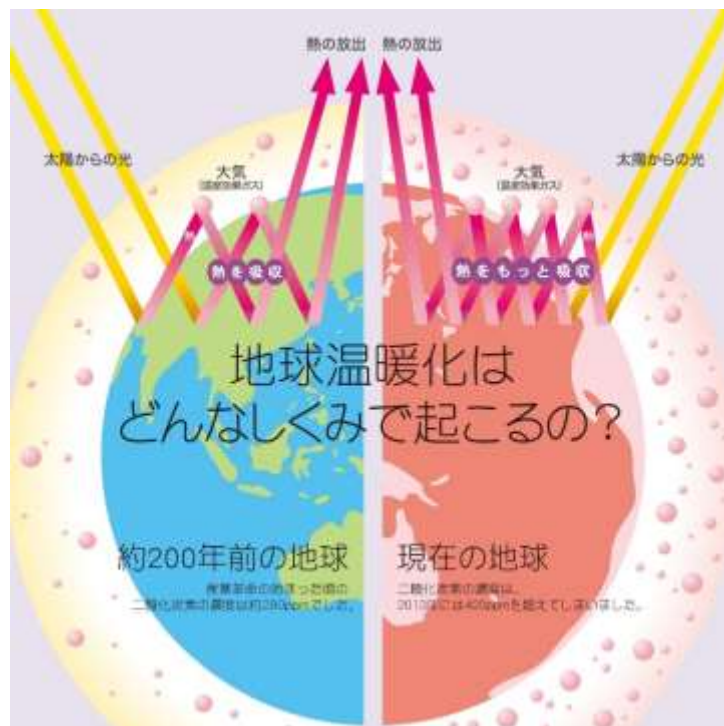 熱の放出 熱の放出
太陽からの光
大気
(温室効果ガス)
大気
(温室効果ガス)
太陽からの光
熱
熱
熱を吸収
熱をもっと吸収
地球温暖化は
どんなしくみで起こるの?
約200年前の地球
産業革命の始まった頃の
二酸化炭素の濃度は約280ppmでした。
現在の地球
二酸化炭素の濃度は、
2013年には400ppmを超えてしまいました。